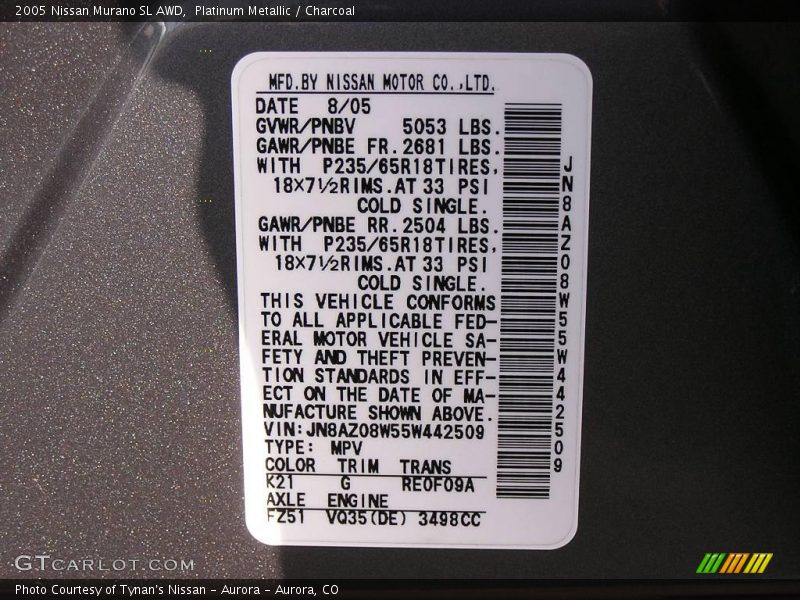 2005 Nissan Murano SL AWD,  Platinum Metallic / Charcoal
MFD.BY NISSAN MOTOR CO.,LTD.
DATE 8/05
GVWR/PNBV 5053 LBS.
GAWR/PNBE FR.2681 LBS.
WITH P235/65R18TIRES,
18×7½RIMS.AT 33 PSI
COLD SINGLE.
GAWR/PNBE RR.2504 LBS.
WITH P235/65R18TIRES,
18×7½RIMS.AT 33 PSI
COLD SINGLE.
THIS VEHICLE CONFORMS
TO ALL APPLICABLE FED-
ERAL MOTOR VEHICLE SA-
FETY AND THEFT PREVEN-
TION STANDARDS IN EFF-
ECT ON THE DATE OF MA-
NUFACTURE SHOWN ABOVE.
VIN:JN8AZ08W55W442509
TYPE: MPV
COLOR TRIM TRANS
K21 G RE0F09A
AXLE ENGINE
FZ51 VQ35(DE) 3498CC
JN8AZ08W55W442509
GTCARLOT.COM
Photo Courtesy of Tynan's Nissan - Aurora - Aurora, CO